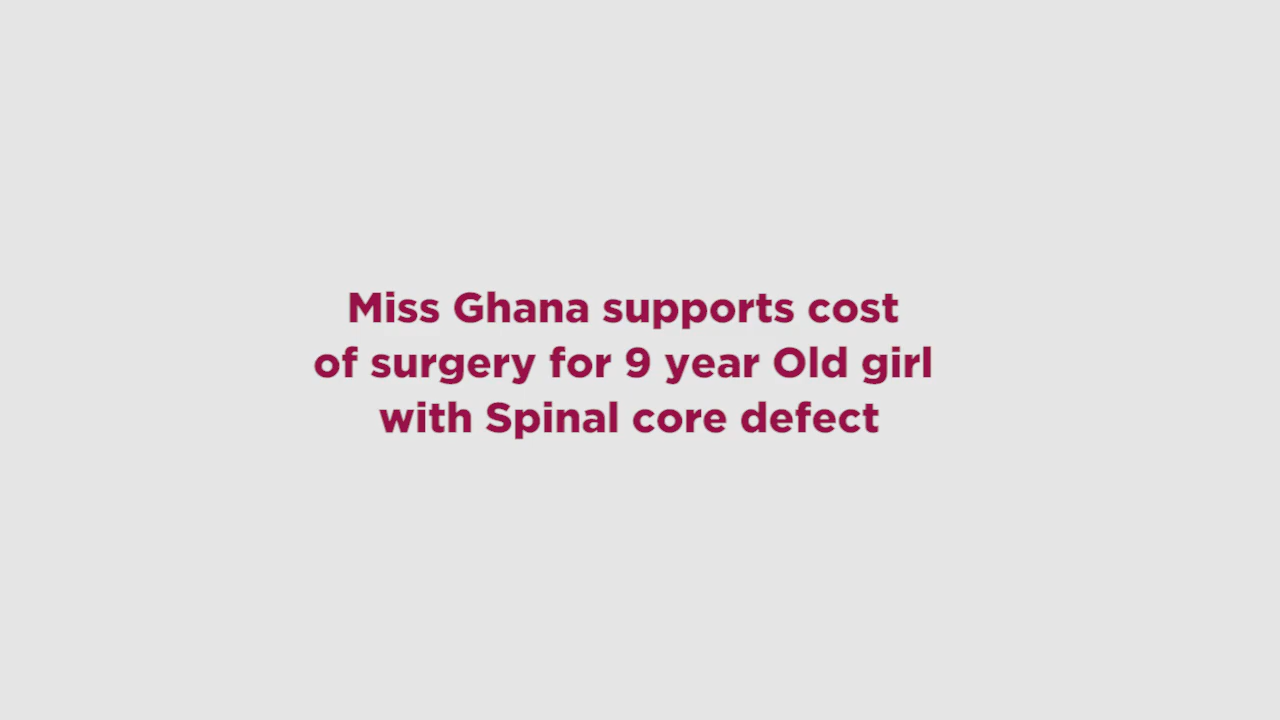 Miss Ghana supports cost
of surgery for 9 year Old girl
with Spinal core defect